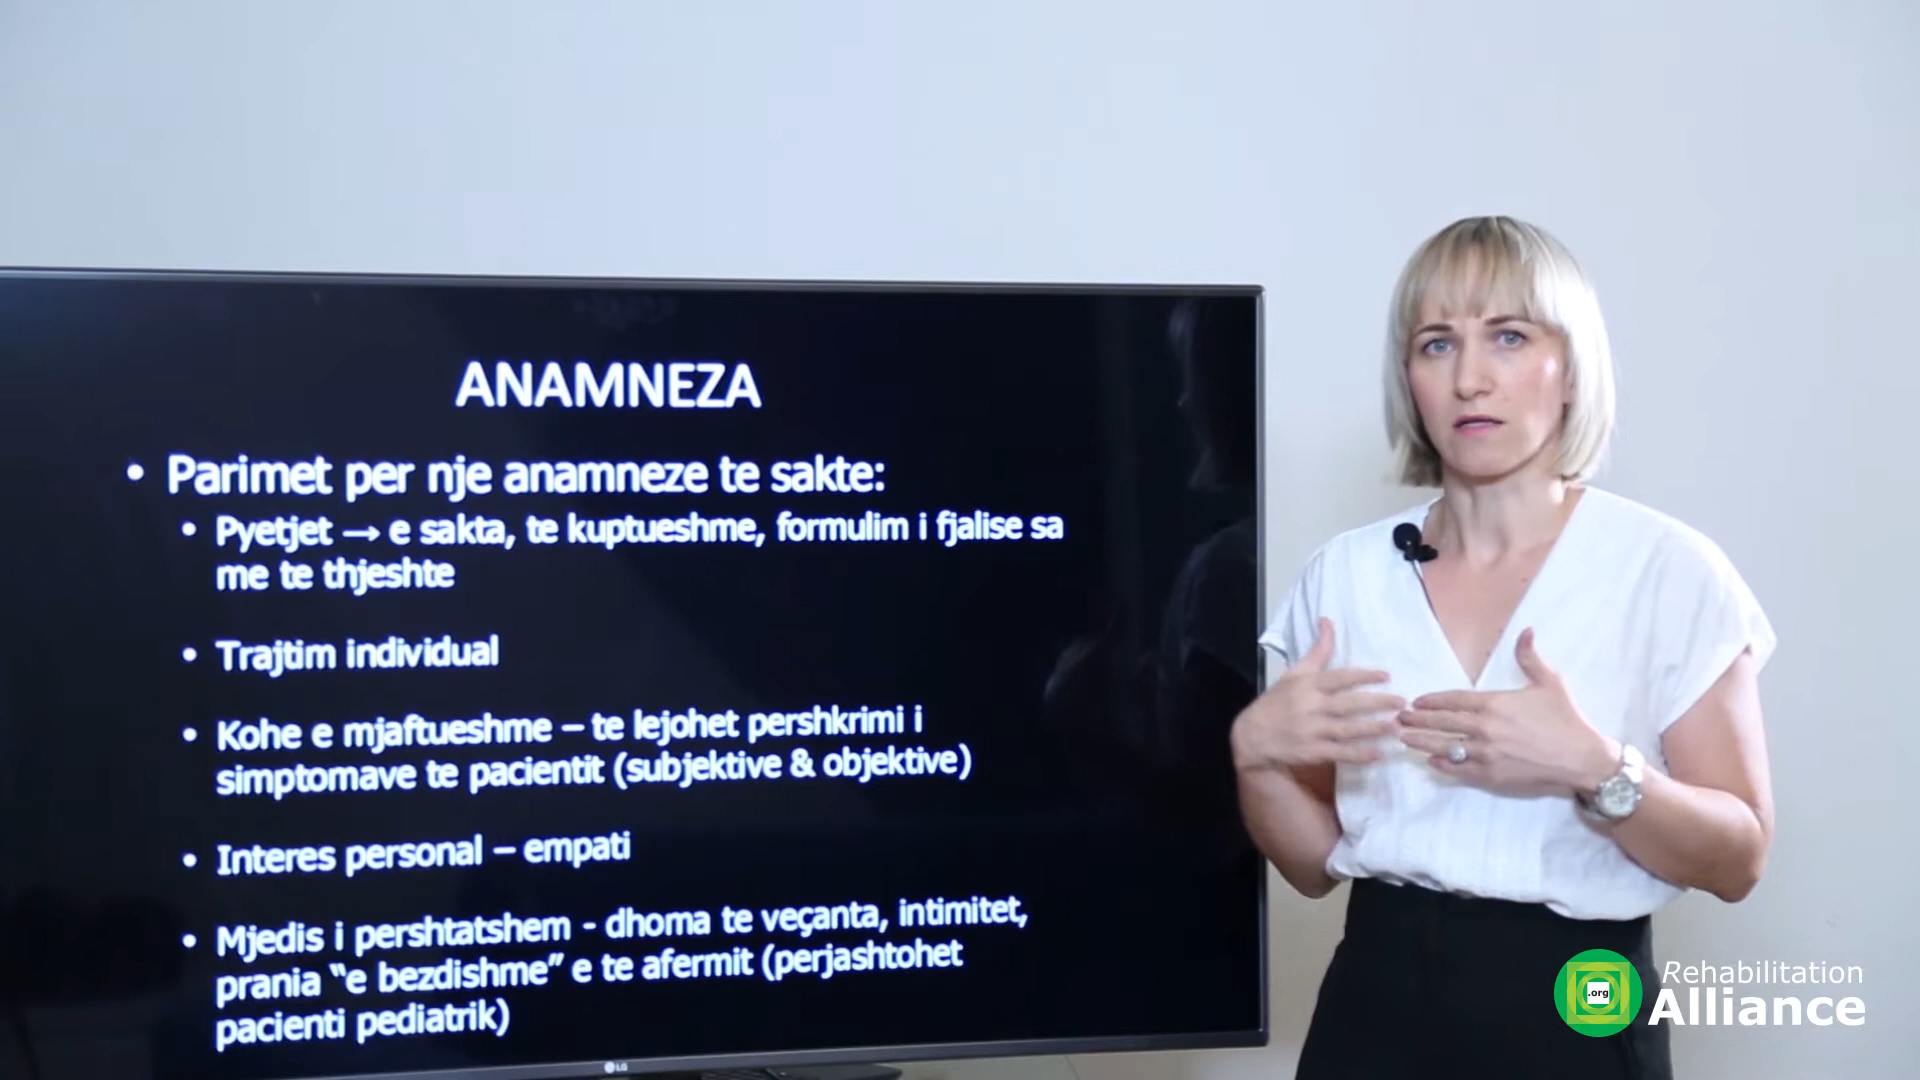 ANAMNEZA
• Parimet per nje anamneze te sakte:
• Pyetjet → e sakta, te kuptueshme, formulim i fjalise sa
me te thjeshte
• Trajtim individual
• Kohe e mjaftueshme – te lejohet pershkrimi i
simptomave te pacientit (subjektive & objektive)
• Interes personal – empati
• Mjedis i pershtatshem - dhoma te veçanta, intimitet,
prania “e bezdishme” e te afermit (perjashtohet
pacienti pediatrik)
LG
.org
Rehabilitation
Alliance